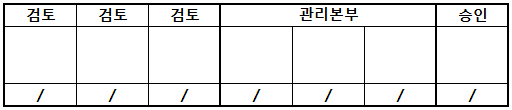 검토 검토 검토 관리본부 승인
/ / / / / / /